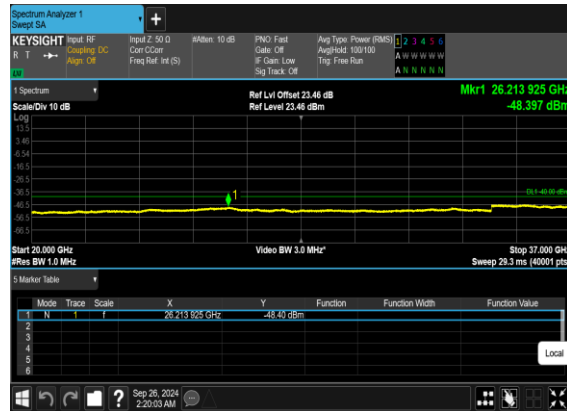 Spectrum Analyzer 1
Swept SA
+
KEYSIGHT Input: RF Input Z: 50 Ω #Atten: 10 dB PNO: Fast Avg Type: Power (RMS) 1 2 3 4 5 6
R T Coupling: DC Corr CCorr Gate: Off Avg|Hold: 100/100 A W W W W W
Align: Off Freq Ref: Int (S) IF Gain: Low Trig: Free Run
Sig Track: Off A N N N N N
1 Spectrum Ref Lvl Offset 23.46 dB Mkr1 26.213 925 GHz
Scale/Div 10 dB Ref Level 23.46 dBm -48.397 dBm
Log
13.5
3.46
-6.54
-16.5
-26.5
-36.5
DL1 -40.00 dBm
1
-46.5
-56.5
-66.5
Start 20.000 GHz Video BW 3.0 MHz* Stop 37.000 GHz
#Res BW 1.0 MHz Sweep 29.3 ms (40001 pts)
5 Marker Table
Mode Trace Scale X Y Function Function Width Function Value
1 N 1 f 26.213 925 GHz -48.40 dBm
2
3
4
5
6
Local
? Sep 26, 2024
2:20:03 AM